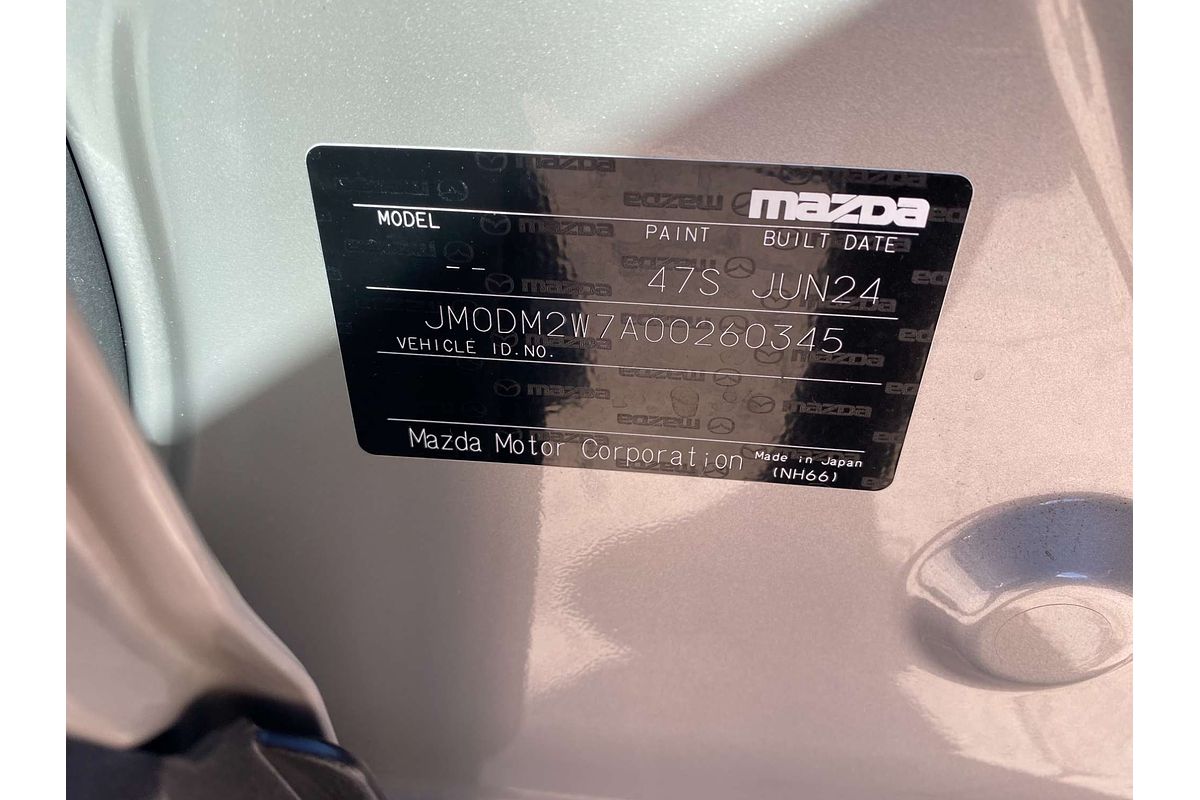 mazda
MODEL PAINT BUILT DATE
-- 47S JUN24
JM0DM2W7A00260345
VEHICLE ID.NO.
Mazda Motor Corporation Made in Japan
(NH66)